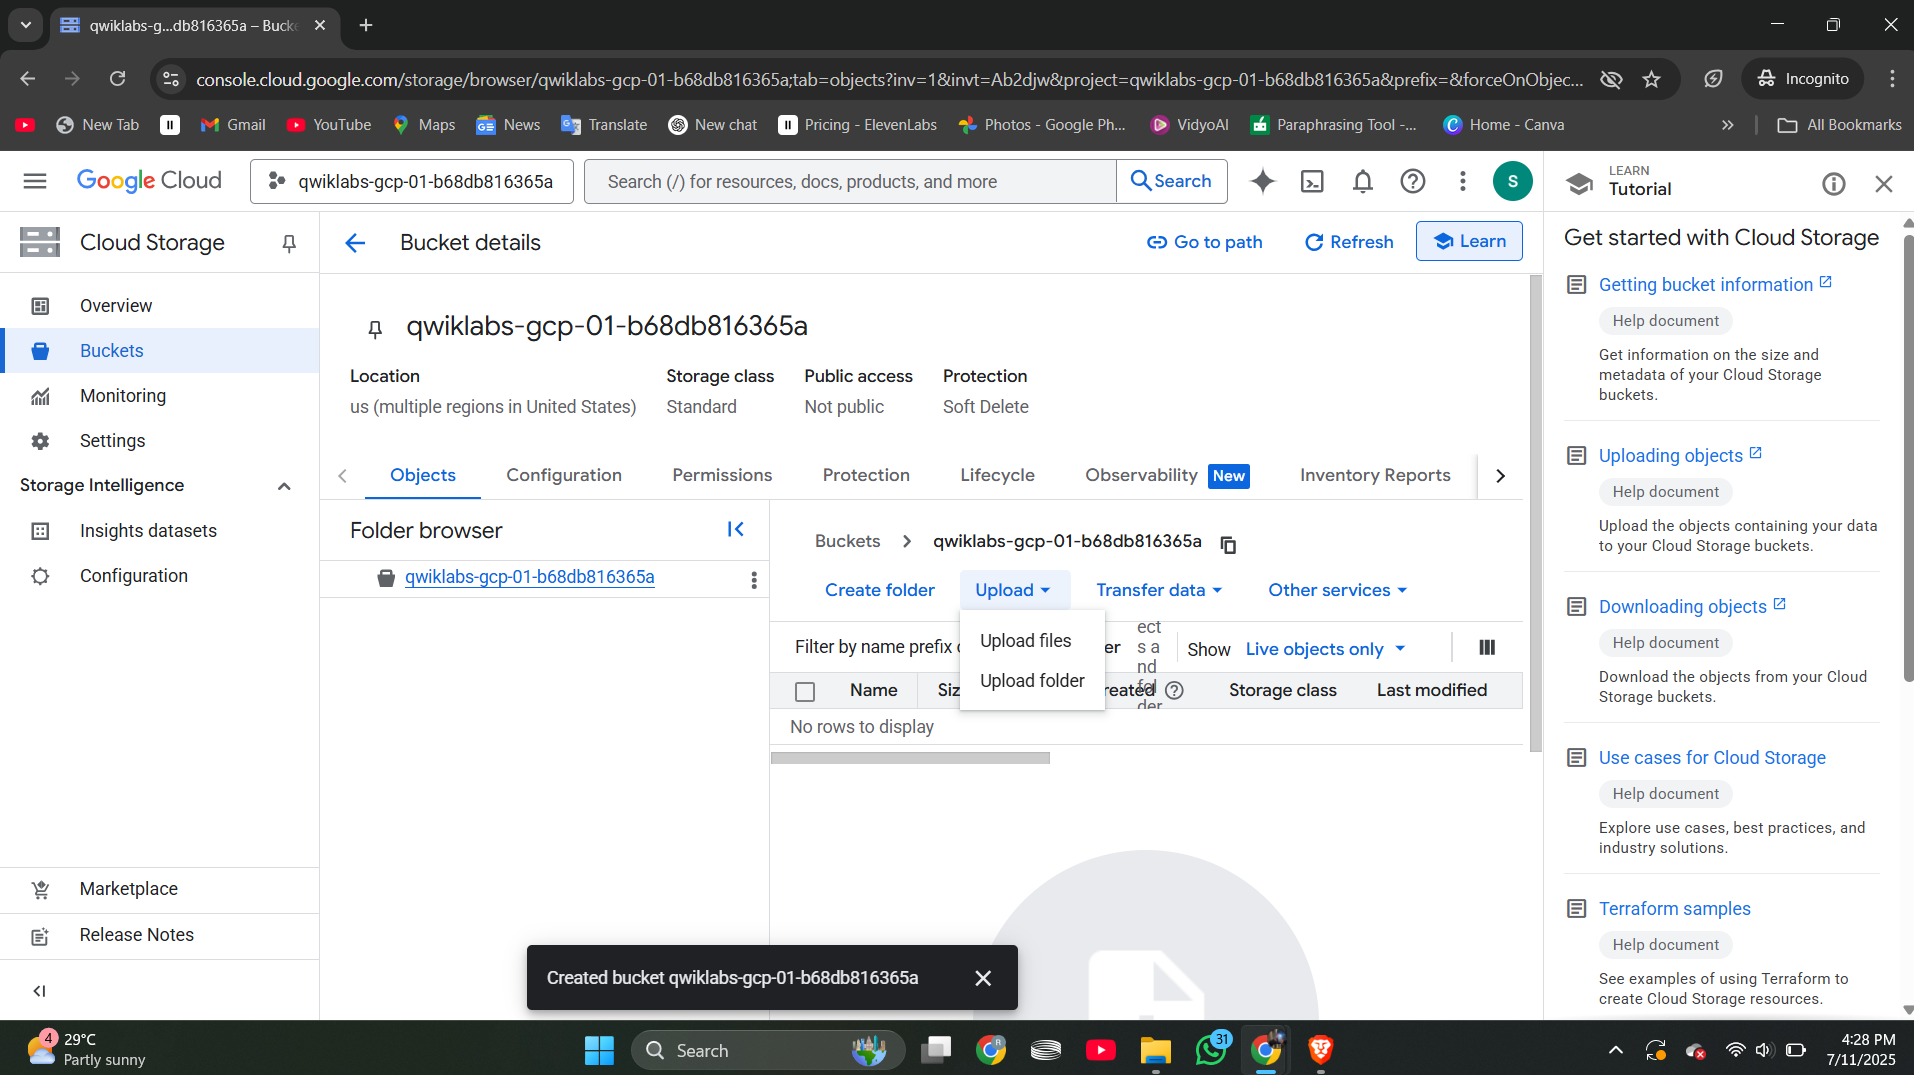 qwiklabs-g...db816365a – Bucke
console.cloud.google.com/storage/browser/qwiklabs-gcp-01-b68db816365a;tab=objects?inv=1&invt=Ab2djw&project=qwiklabs-gcp-01-b68db816365a&prefix=&forceOnObjec...
Incognito
New Tab
Gmail
YouTube
Maps
News
Translate
New chat
Pricing - ElevenLabs
Photos - Google Ph...
VidyoAI
Paraphrasing Tool -...
Home - Canva
All Bookmarks
Google Cloud
qwiklabs-gcp-01-b68db816365a
Search (/) for resources, docs, products, and more
Search
S
LEARN
Tutorial
Cloud Storage
Overview
Buckets
Monitoring
Settings
Storage Intelligence
Insights datasets
Configuration
Marketplace
Release Notes
Bucket details
Go to path
Refresh
Learn
qwiklabs-gcp-01-b68db816365a
Location
us (multiple regions in United States)
Storage class
Standard
Public access
Not public
Protection
Soft Delete
Objects
Configuration
Permissions
Protection
Lifecycle
Observability
New
Inventory Reports
Folder browser
qwiklabs-gcp-01-b68db816365a
Buckets
qwiklabs-gcp-01-b68db816365a
Create folder
Upload
Transfer data
Other services
Upload files
Upload folder
Filter by name prefix o
er
ect
s a
nd
fol
der
Show
Live objects only
Name
Siz
reated
Storage class
Last modified
No rows to display
Created bucket qwiklabs-gcp-01-b68db816365a
Get started with Cloud Storage
Getting bucket information
Help document
Get information on the size and
metadata of your Cloud Storage
buckets.
Uploading objects
Help document
Upload the objects containing your data
to your Cloud Storage buckets.
Downloading objects
Help document
Download the objects from your Cloud
Storage buckets.
Use cases for Cloud Storage
Help document
Explore use cases, best practices, and
industry solutions.
Terraform samples
Help document
See examples of using Terraform to
create Cloud Storage resources.
4
29°C
Partly sunny
Search
R
31
4:28 PM
7/11/2025